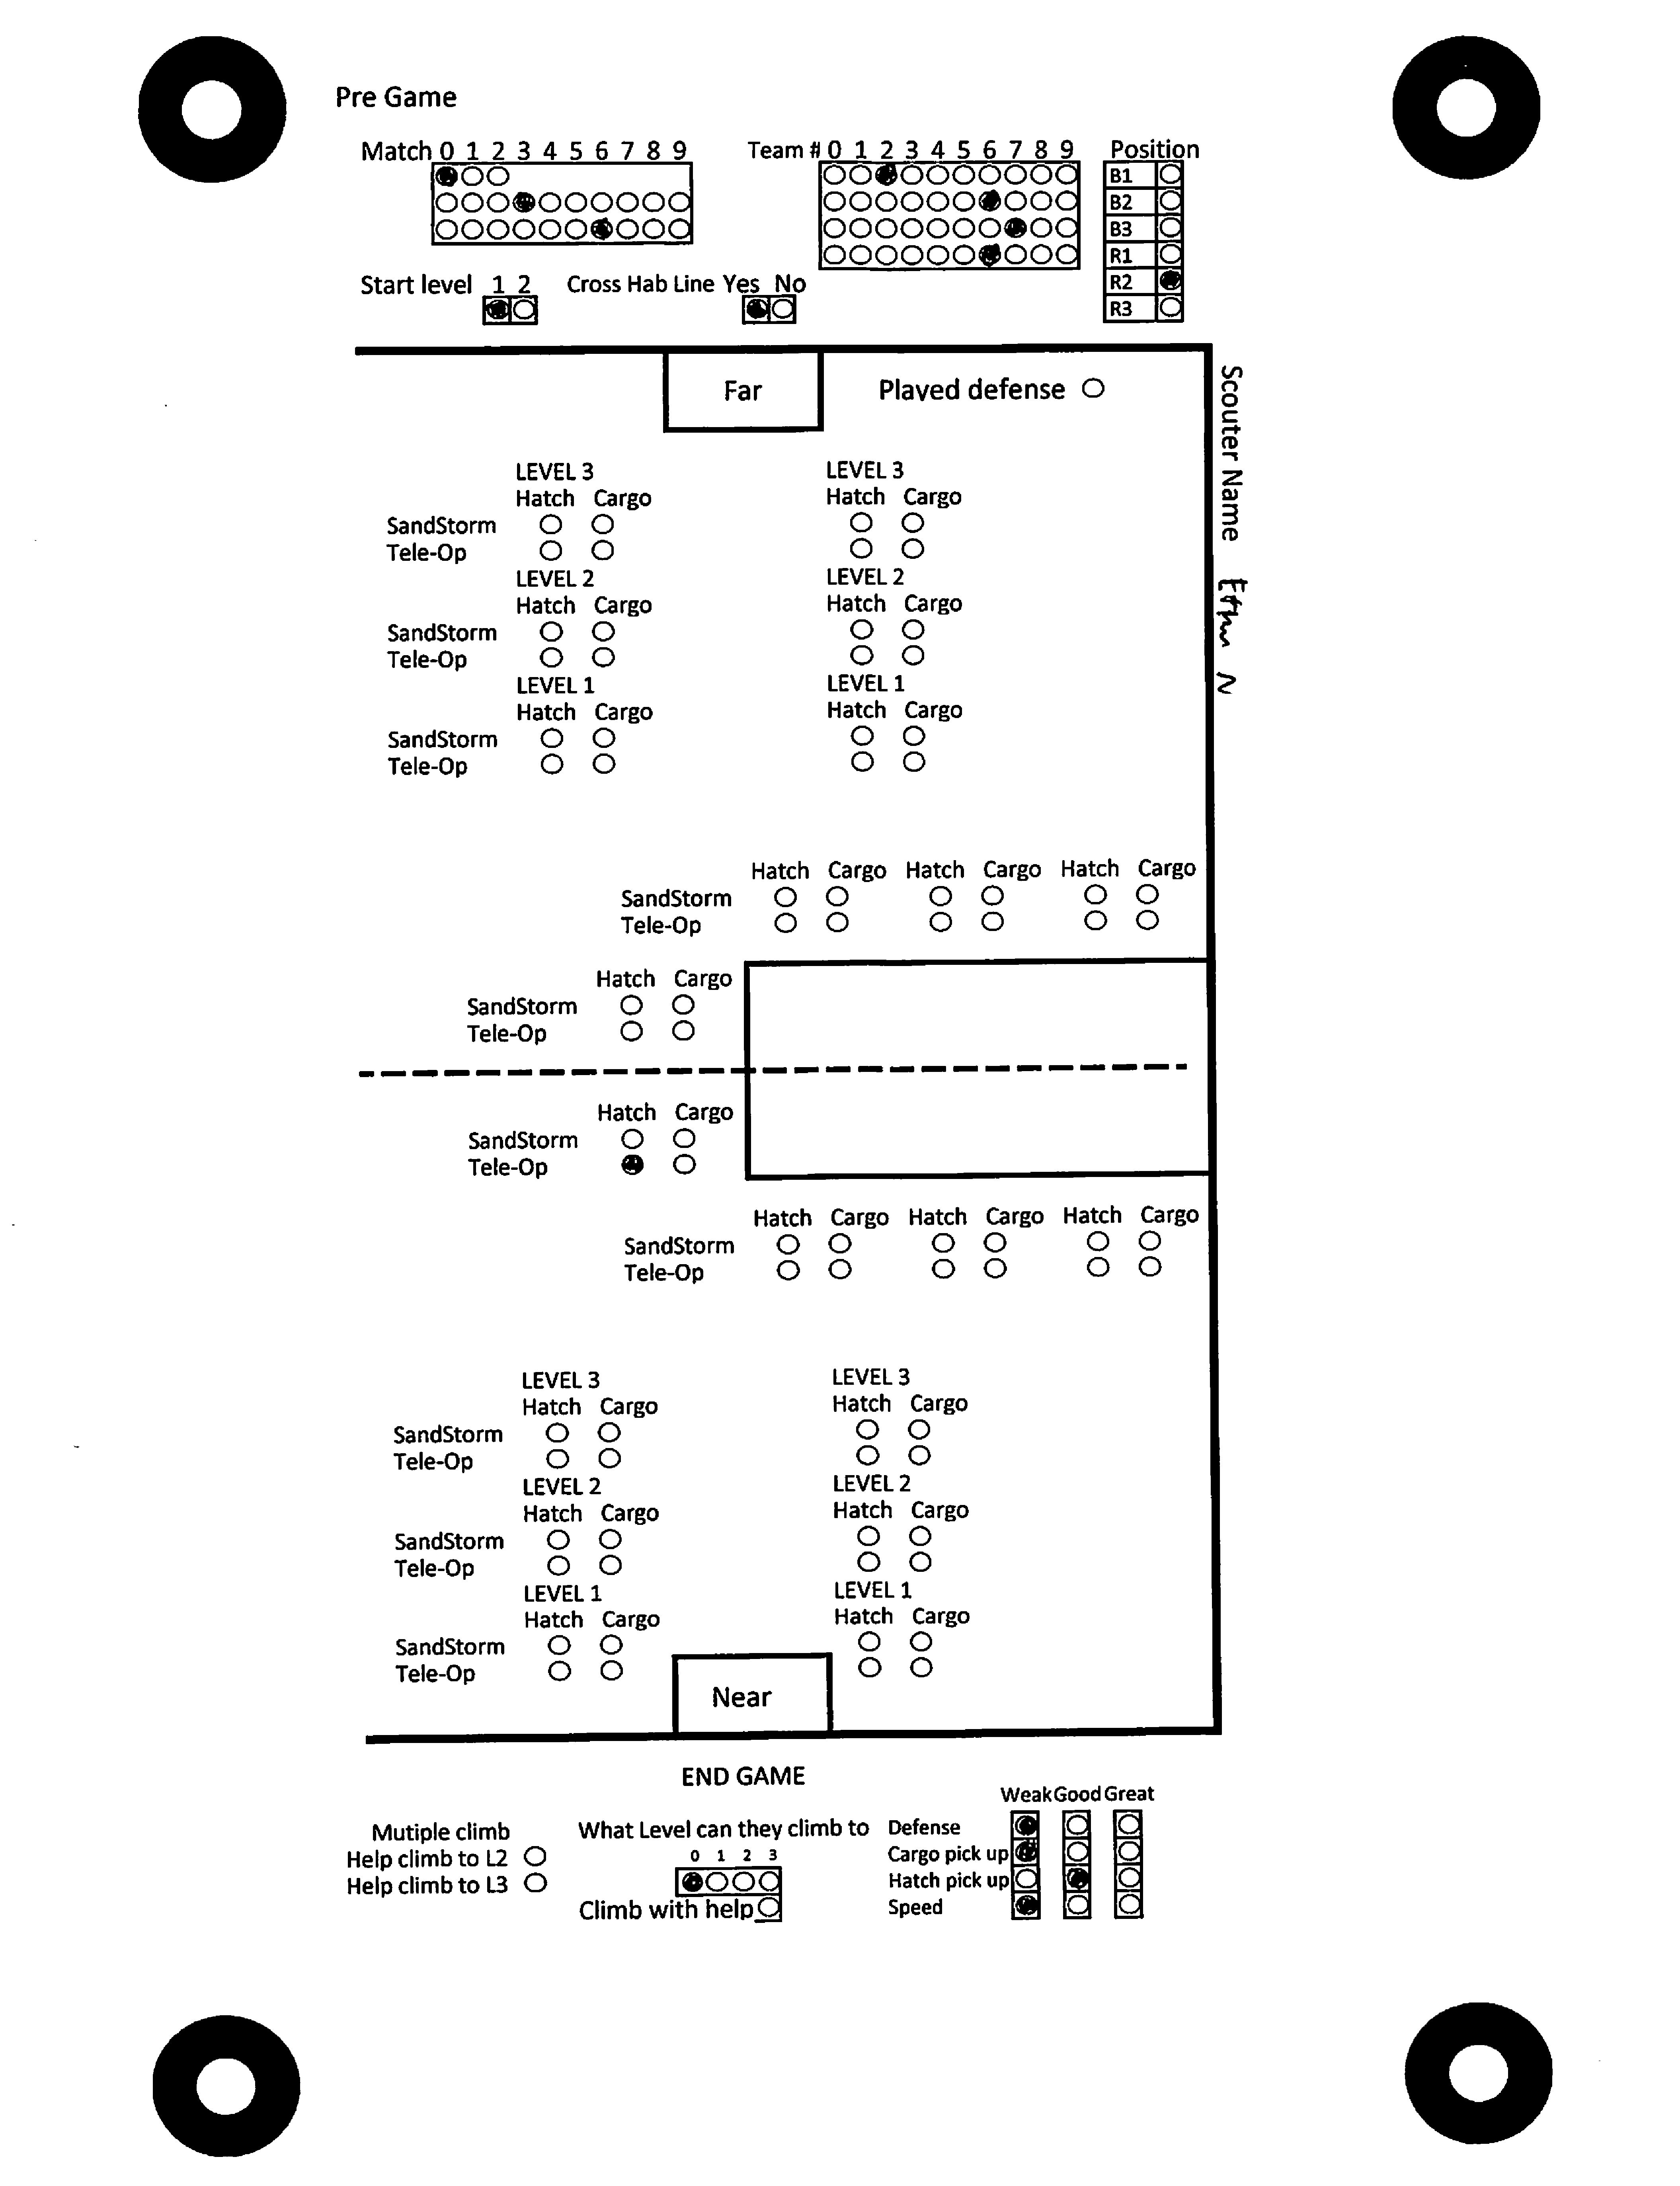 Pre Game
Match 0 1 2 3 4 5 6 7 8 9
Team # 0 1 2 3 4 5 6 7 8 9
Position
B1
B2
B3
R1
R2
R3
Start level 1 2
Cross Hab Line Yes No
Far
Played defense
Scouter Name
N
LEVEL 3 LEVEL 3
Hatch Cargo Hatch Cargo
SandStorm
Tele-Op
LEVEL 2 LEVEL 2
Hatch Cargo Hatch Cargo
SandStorm
Tele-Op
LEVEL 1 LEVEL 1
Hatch Cargo Hatch Cargo
SandStorm
Tele-Op
Hatch Cargo Hatch Cargo Hatch Cargo
SandStorm
Tele-Op
Hatch Cargo
SandStorm
Tele-Op
Hatch Cargo
SandStorm
Tele-Op
Hatch Cargo Hatch Cargo Hatch Cargo
SandStorm
Tele-Op
LEVEL 3 LEVEL 3
Hatch Cargo Hatch Cargo
SandStorm
Tele-Op
LEVEL 2 LEVEL 2
Hatch Cargo Hatch Cargo
SandStorm
Tele-Op
LEVEL 1 LEVEL 1
Hatch Cargo Hatch Cargo
SandStorm
Tele-Op
Near
END GAME
Mutiple climb
Help climb to L2
Help climb to L3
What Level can they climb to
0 1 2 3
Climb with help
Weak Good Great
Defense
Cargo pick up
Hatch pick up
Speed